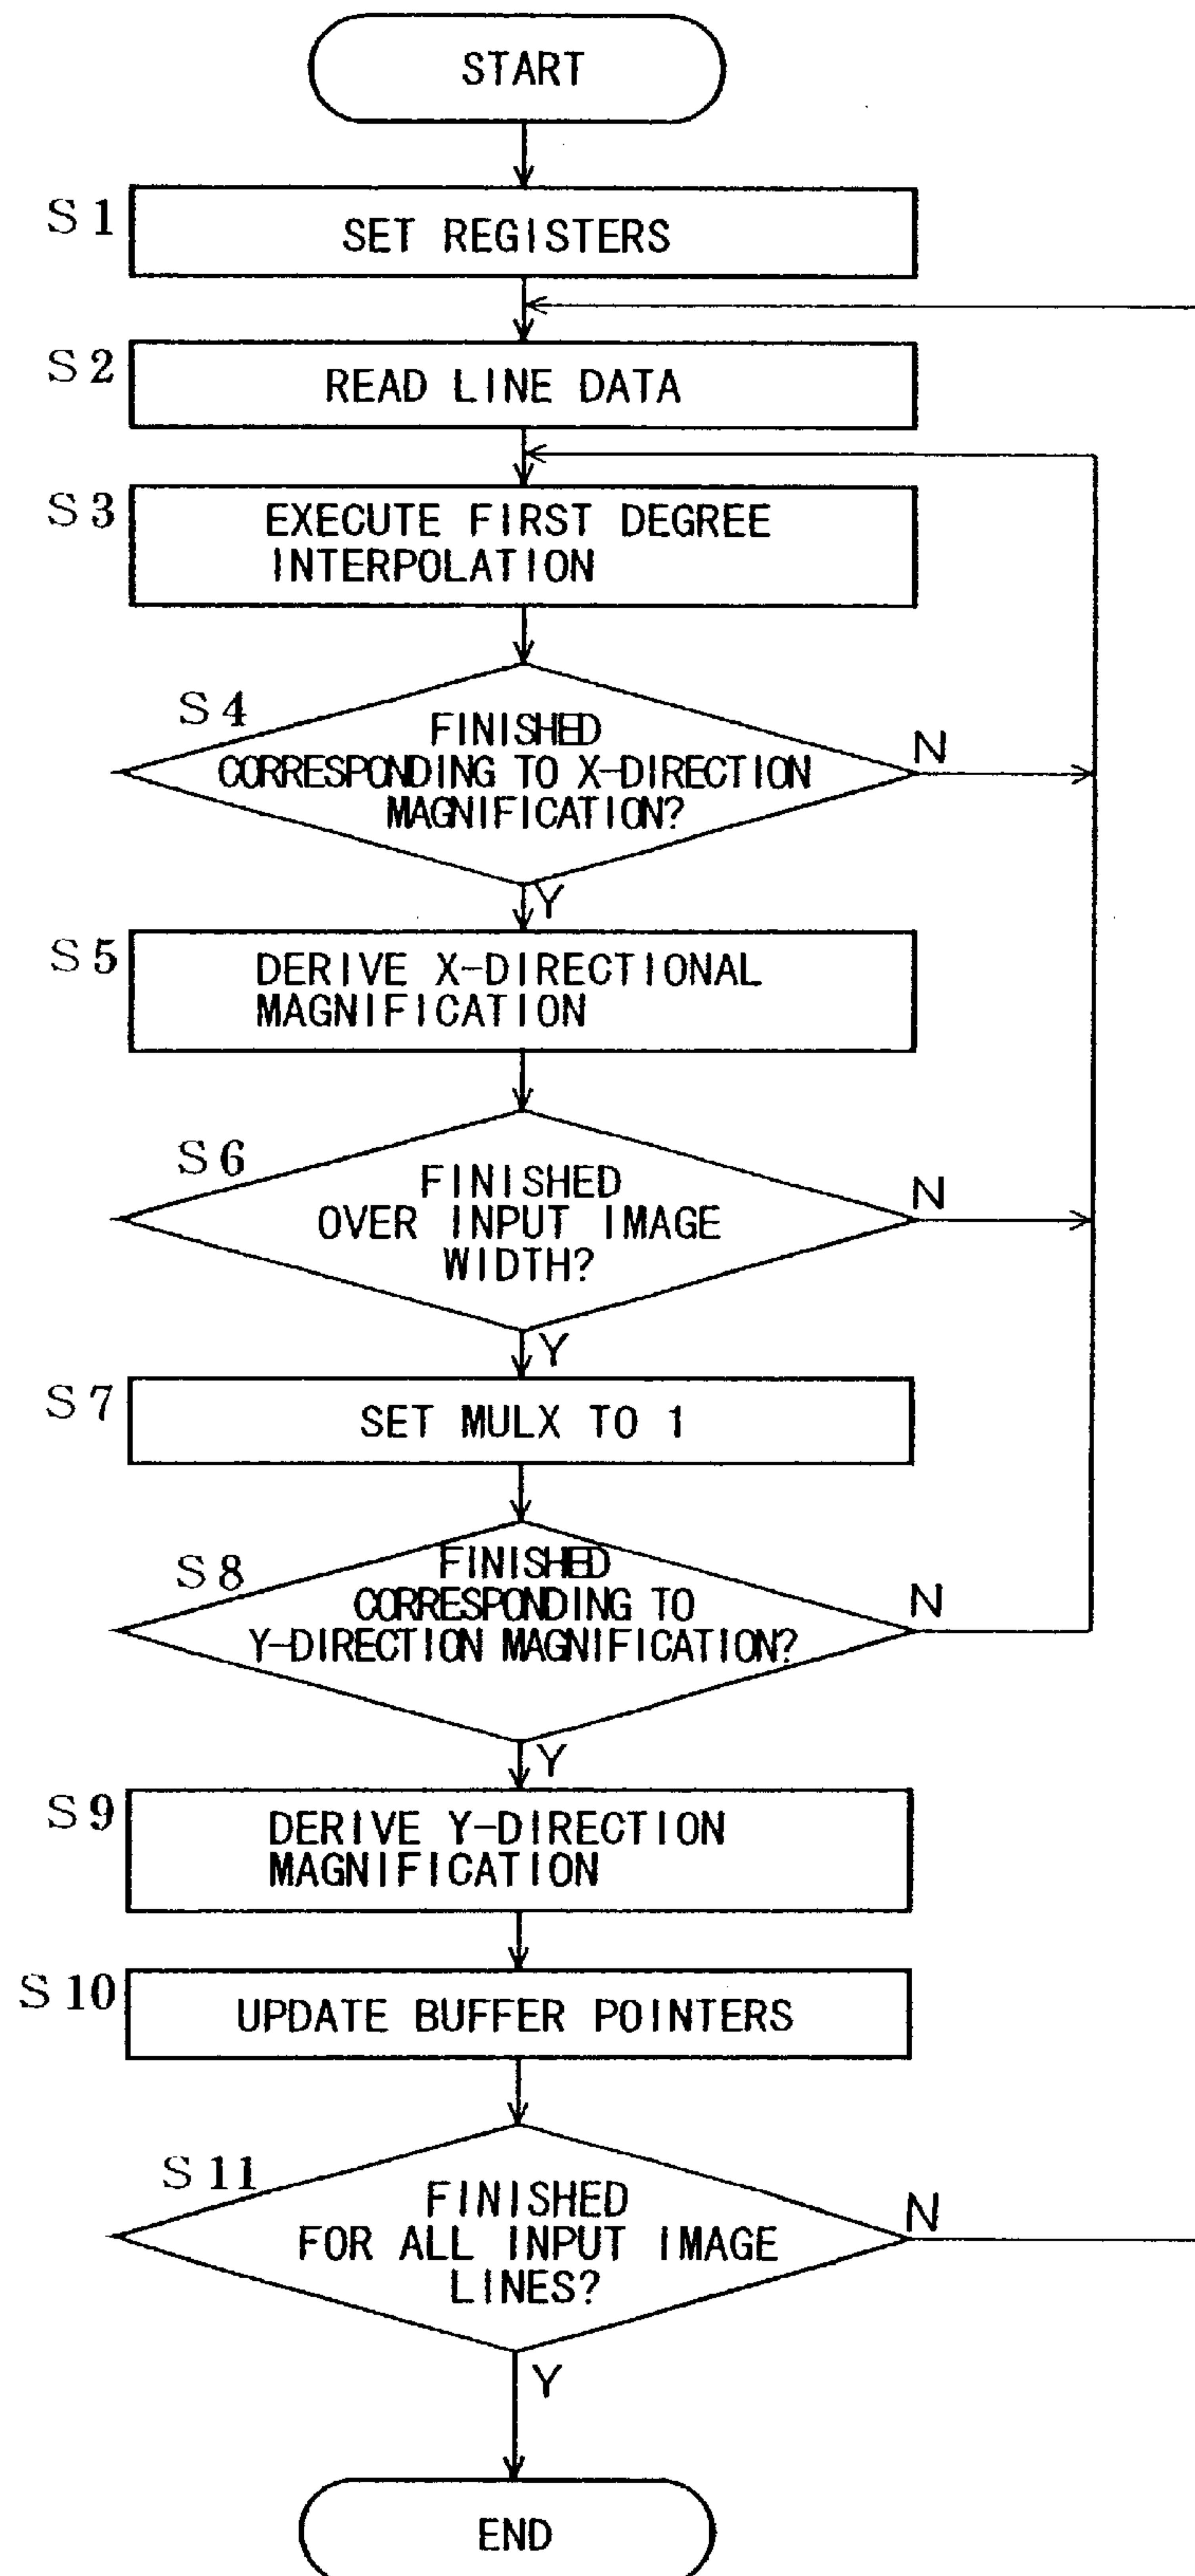 START
S1
SET REGISTERS
S2
READ LINE DATA
S3
EXECUTE FIRST DEGREE
INTERPOLATION
S4
FINISHED
CORRESPONDING TO X-DIRECTION
MAGNIFICATION?
N
Y
S5
DERIVE X-DIRECTIONAL
MAGNIFICATION
S6
FINISHED
OVER INPUT IMAGE
WIDTH?
N
Y
S7
SET MULX TO 1
S8
FINISHED
CORRESPONDING TO
Y-DIRECTION MAGNIFICATION?
N
Y
S9
DERIVE Y-DIRECTION
MAGNIFICATION
S10
UPDATE BUFFER POINTERS
S11
FINISHED
FOR ALL INPUT IMAGE
LINES?
N
Y
END